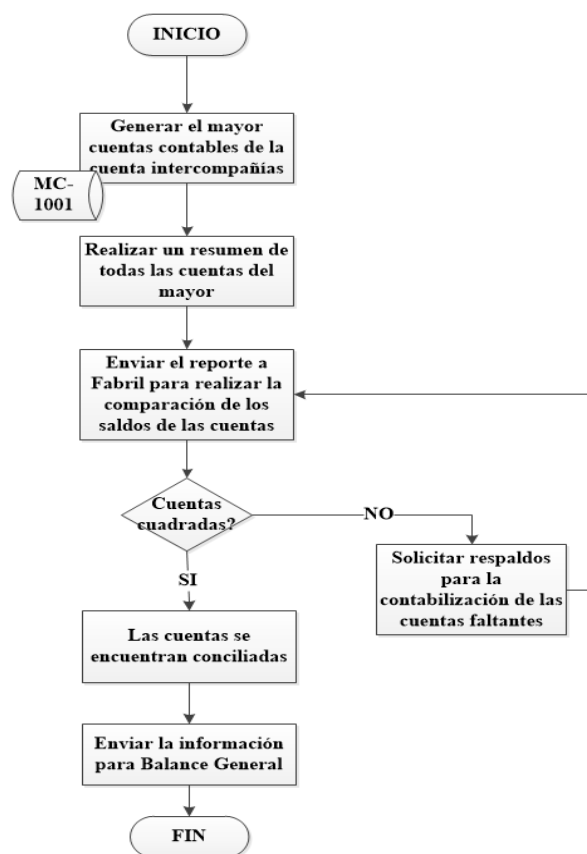 INICIO
Generar el mayor
cuentas contables de la
cuenta intercompañías
MC-
1001
Realizar un resumen de
todas las cuentas del
mayor
Enviar el reporte a
Fabril para realizar la
comparación de los
saldos de las cuentas
Cuentas
cuadradas?
NO
Solicitar respaldos
para la
contabilización de las
cuentas faltantes
SI
Las cuentas se
encuentran conciliadas
Enviar la información
para Balance General
FIN